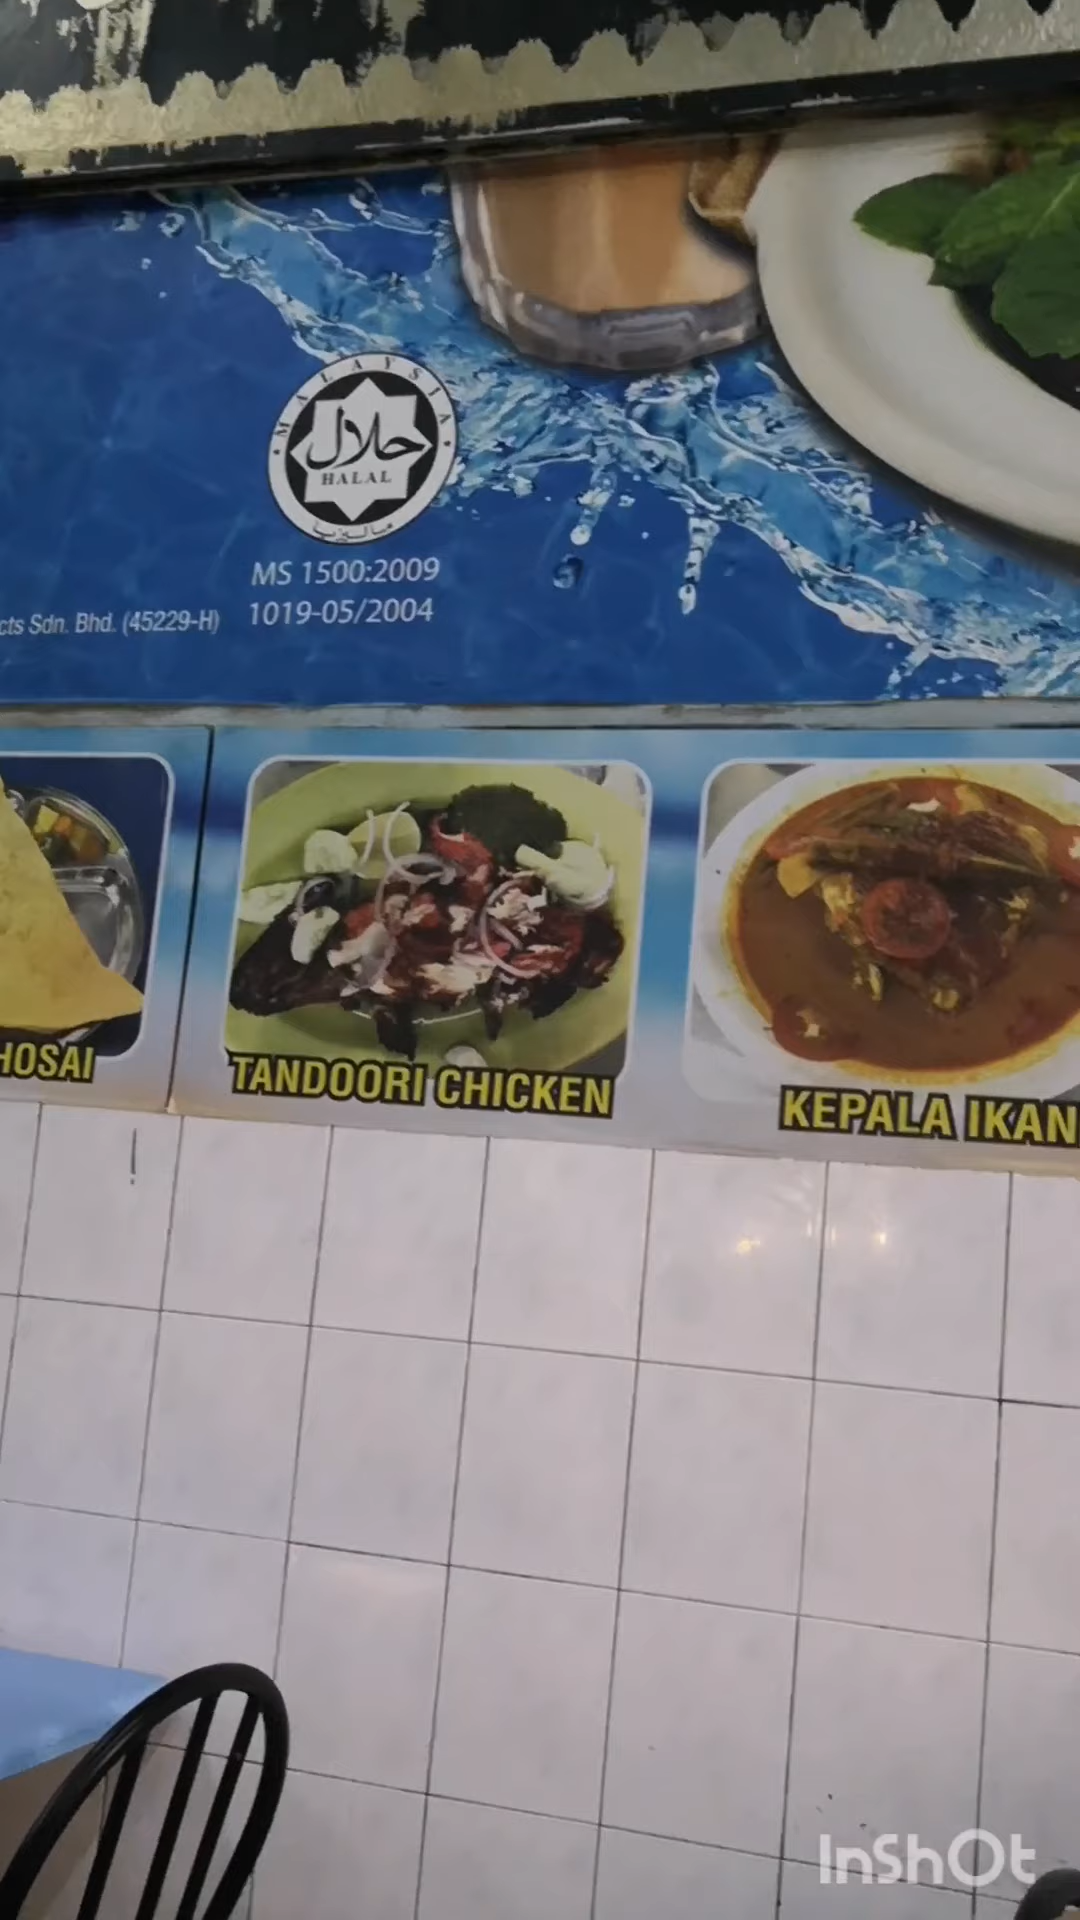 MALAYSIA
حلال
HALAL
ماليزيا
MS 1500:2009
1019-05/2004
cts Sdn. Bhd. (45229-H)
HOSAI
TANDOORI CHICKEN
KEPALA IKAN
InShOt